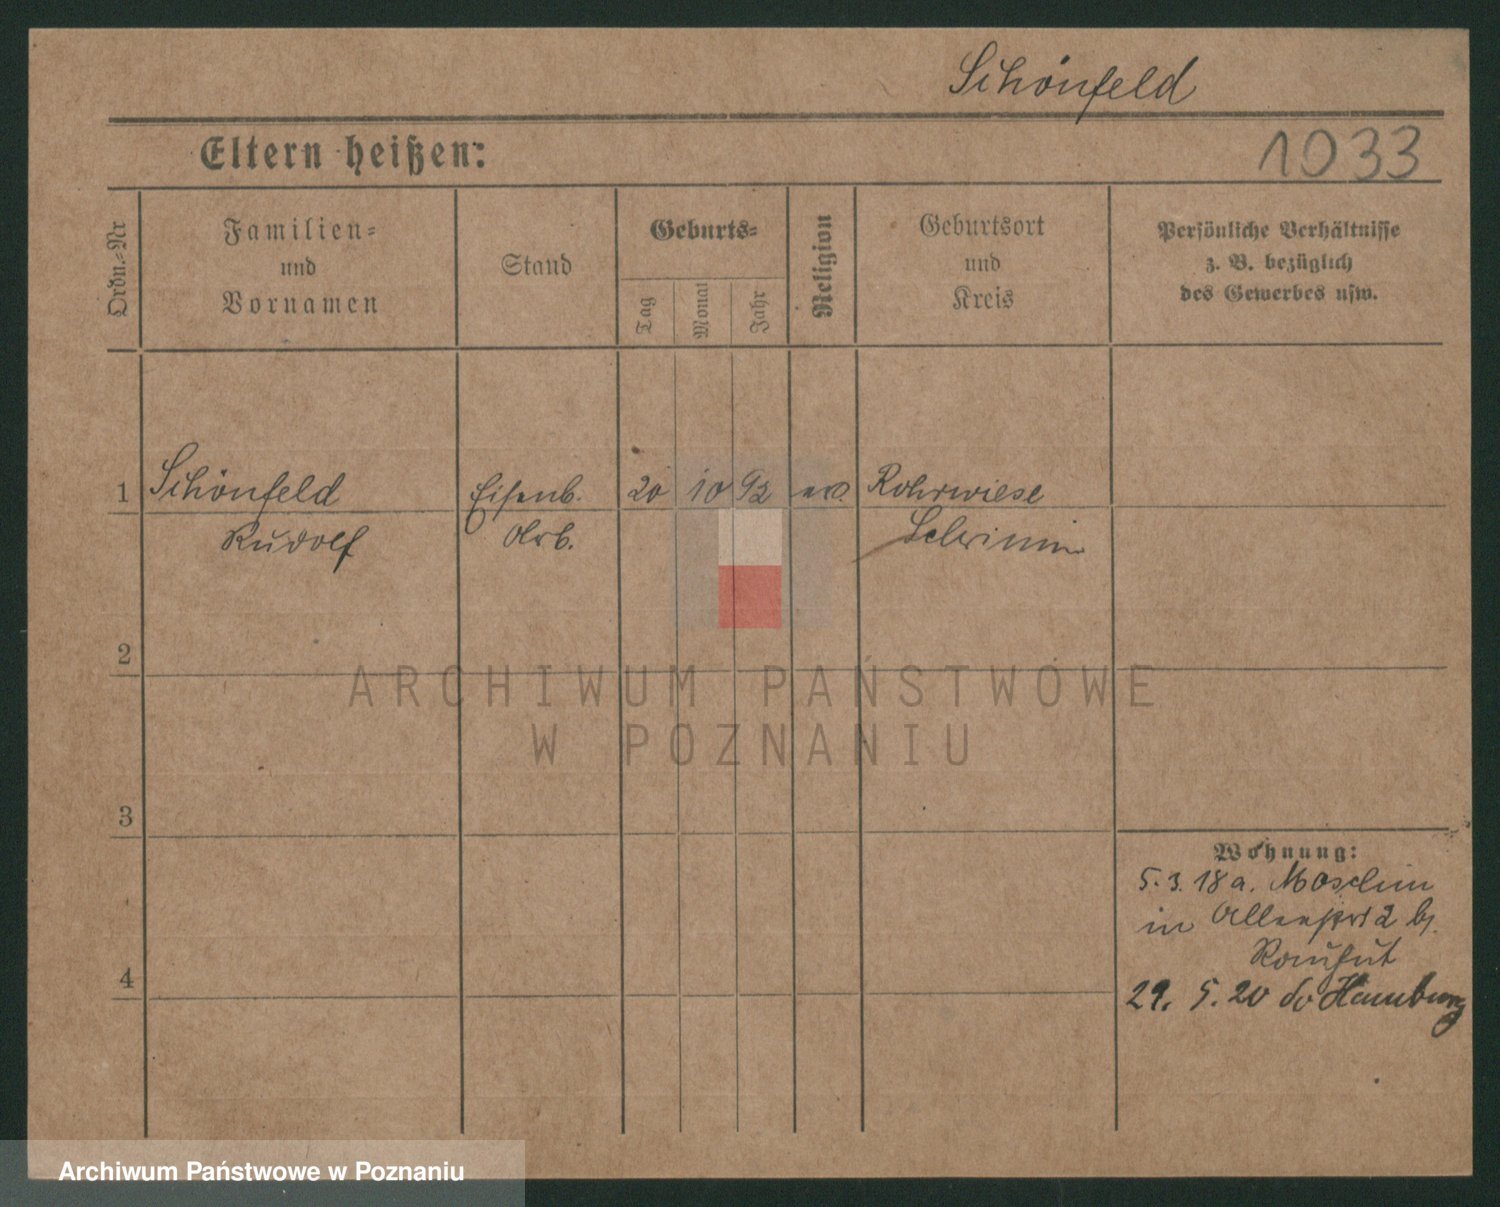 Schönfeld
Eltern heißen:
1033
Ordn.-Nr
Familien-
und
Vornamen
Stand
Geburts-
Tag
Monat
Jahr
Religion
Geburtsort
und
Kreis
Persönliche Verhältnisse
z. B. bezüglich
des Gewerbes usw.
1 Schönfeld Eisenb. 20 10 92 ev. Rohrwiese
Rudolf Arb.
2
ARCHIWUM PAŃSTWOWE
W POZNANIU
3
Wohnung:
5.3.18 a. Moschin
in 2 b/.
4
29. 5. 20 Hamburg
Archiwum Państwowe w Poznaniu